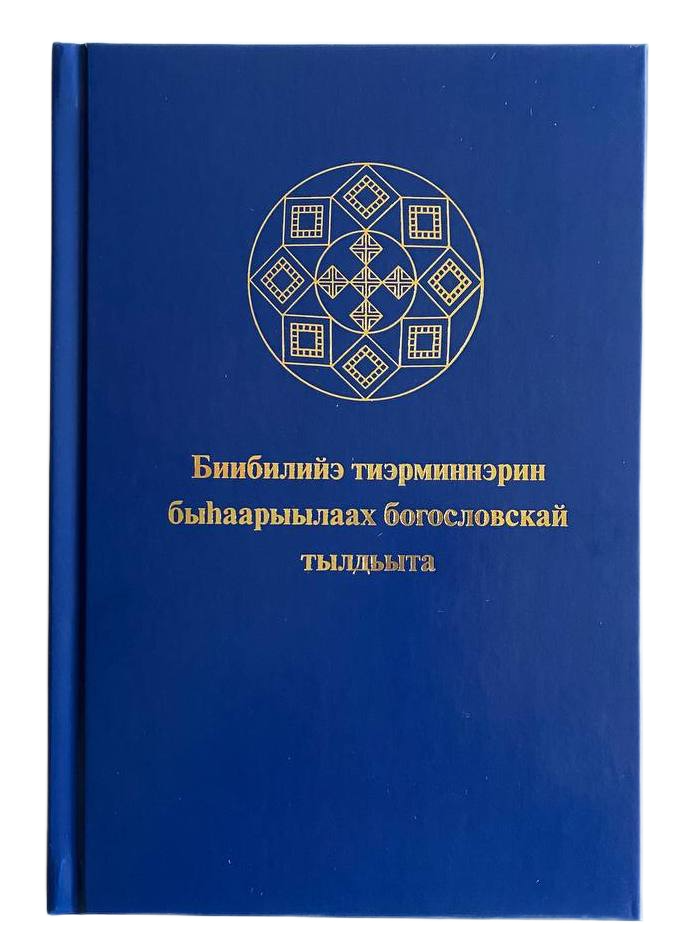 Биибилийэ тиэрминнэрин
быһаарыылаах богословскай
тылдьыта